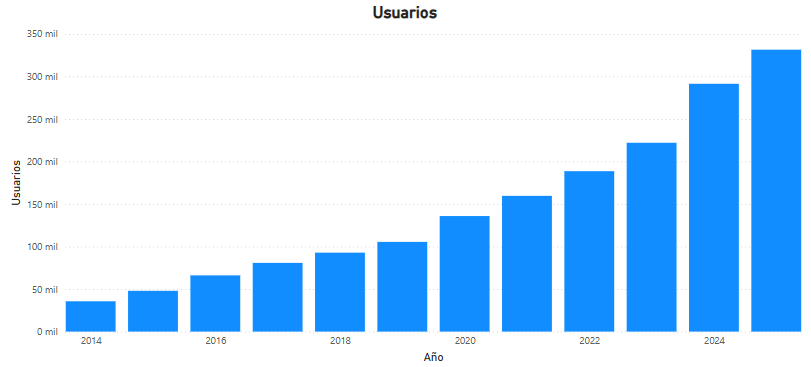 Usuarios
350 mil
300 mil
250 mil
200 mil
150 mil
100 mil
50 mil
0 mil
Usuarios
2014 2016 2018 2020 2022 2024
Año